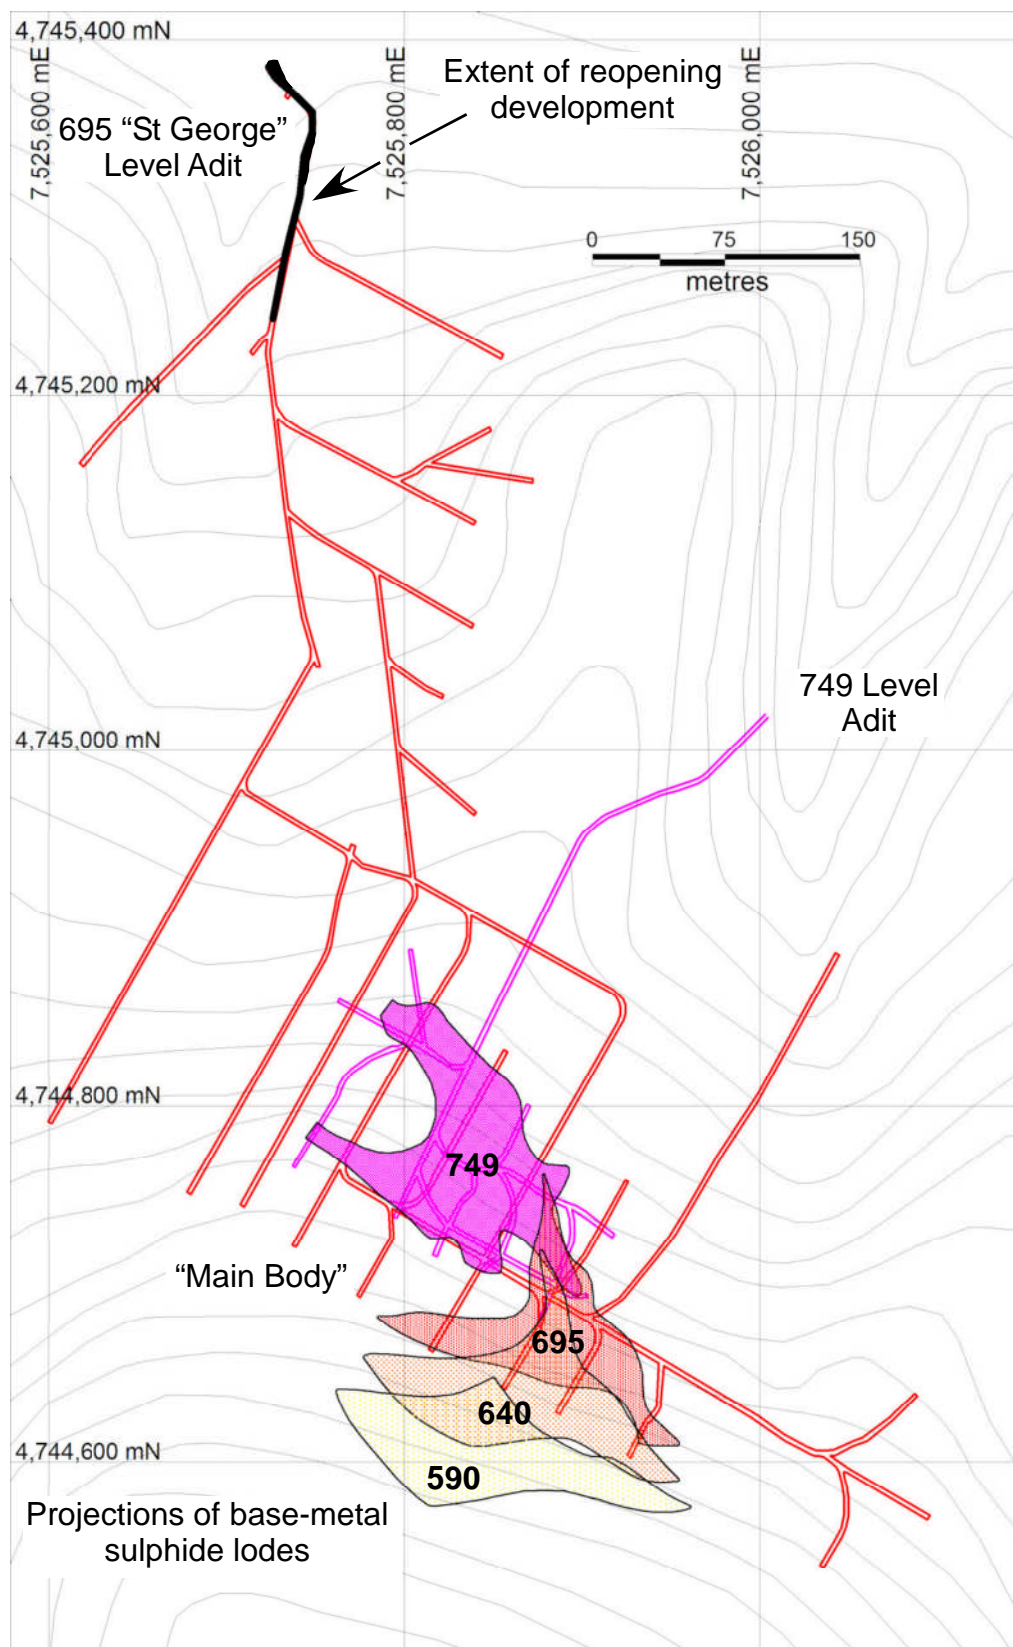 4,745,400 mN
7,525,600 mE
7,525,800 mE
7,526,000 mE
Extent of reopening
development
695 “St George”
Level Adit
0 75 150
metres
4,745,200 mN
749 Level
Adit
4,745,000 mN
4,744,800 mN
749
“Main Body”
695
640
4,744,600 mN
590
Projections of base-metal
sulphide lodes